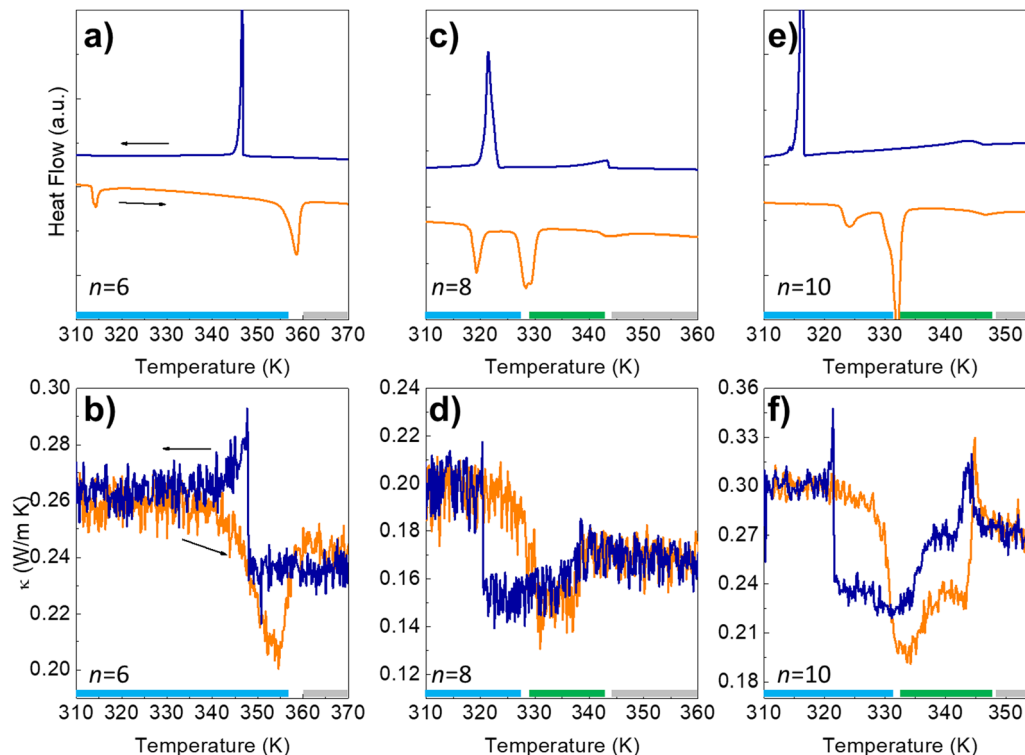 a)
c)
e)
Heat Flow (a.u.)
n=6
n=8
n=10
310 320 330 340 350 360 370
310 320 330 340 350 360
310 320 330 340 350
Temperature (K)
Temperature (K)
Temperature (K)
b)
d)
f)
κ (W/m K)
0.30
0.28
0.26
0.24
0.22
0.20
0.24
0.22
0.20
0.18
0.16
0.14
0.12
0.36
0.33
0.30
0.27
0.24
0.21
0.18
n=6
n=8
n=10
310 320 330 340 350 360 370
310 320 330 340 350 360
310 320 330 340 350
Temperature (K)
Temperature (K)
Temperature (K)